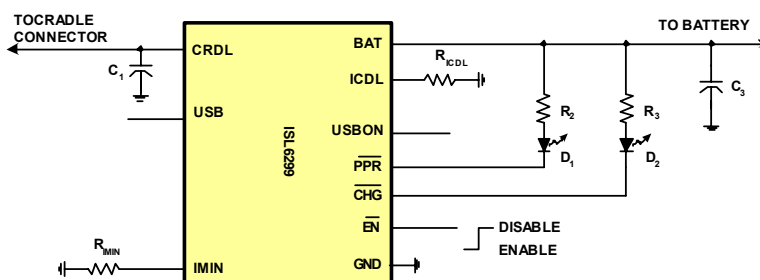 TOCRADLE
CONNECTOR
TO BATTERY
C1
CRDL
BAT
RICDL
ICDL
USB
R2
R3
C3
ISL6299
USBON
D1
D2
PPR
CHG
EN
DISABLE
ENABLE
RIMIN
IMIN
GND